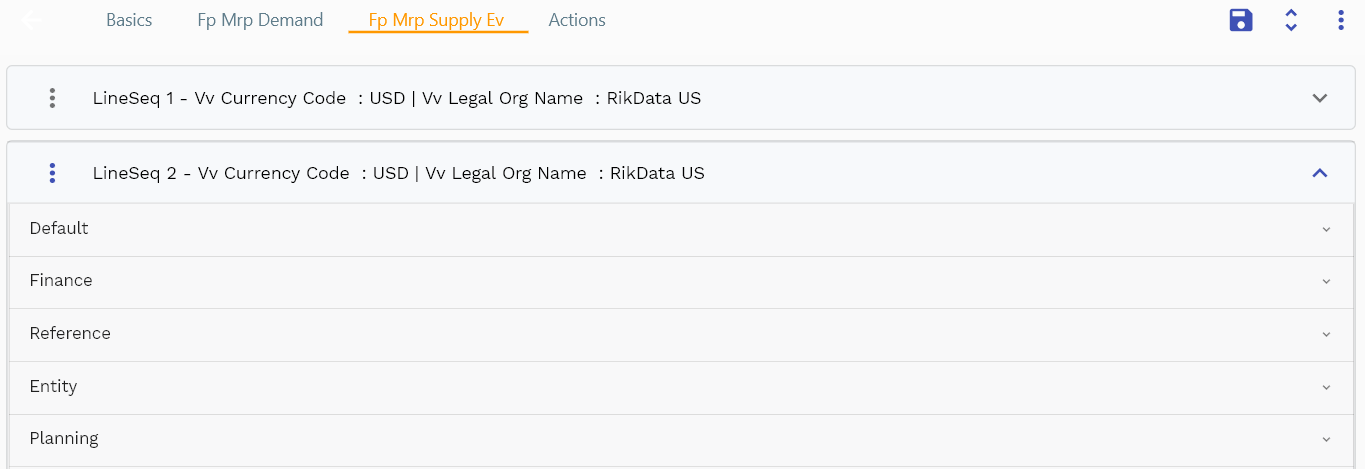 Basics Fp Mrp Demand Fp Mrp Supply Ev Actions
LineSeq 1 - Vv Currency Code : USD | Vv Legal Org Name : RikData US
LineSeq 2 - Vv Currency Code : USD | Vv Legal Org Name : RikData US
Default
Finance
Reference
Entity
Planning